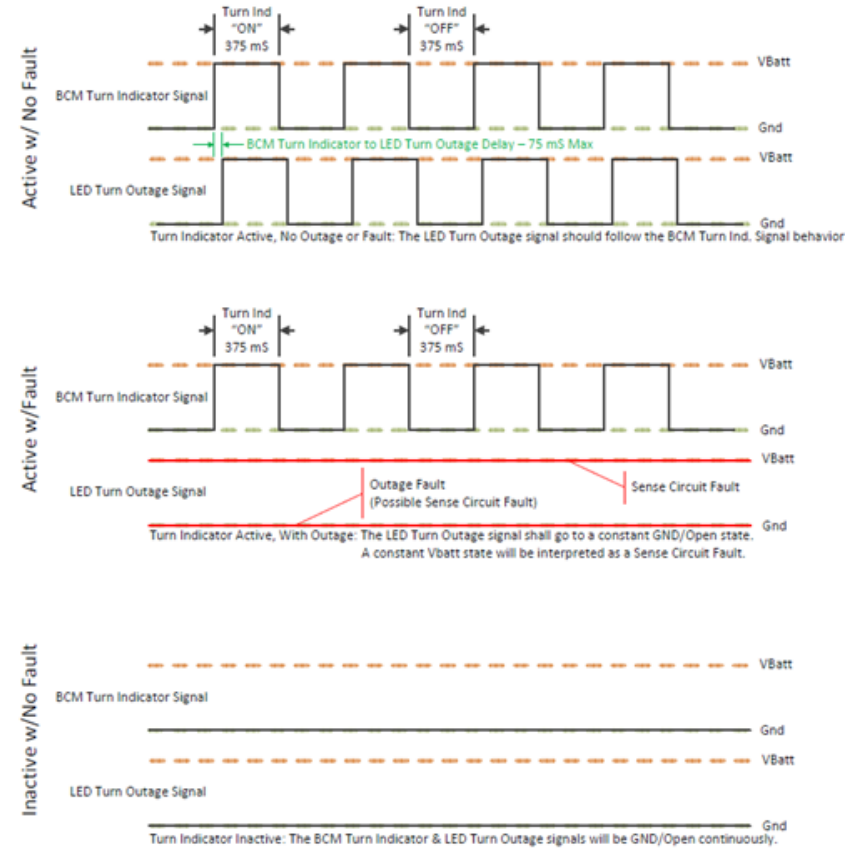 Turn Ind
"ON"
375 mS
Turn Ind
"OFF"
375 mS
Active w/ No Fault
VBatt
BCM Turn Indicator Signal
Gnd
BCM Turn Indicator to LED Turn Outage Delay – 75 mS Max
VBatt
LED Turn Outage Signal
Gnd
Turn Indicator Active, No Outage or Fault: The LED Turn Outage signal should follow the BCM Turn Ind. Signal behavior
Turn Ind
"ON"
375 mS
Turn Ind
"OFF"
375 mS
Active w/Fault
VBatt
BCM Turn Indicator Signal
Gnd
VBatt
LED Turn Outage Signal
Outage Fault
(Possible Sense Circuit Fault)
Sense Circuit Fault
Gnd
Turn Indicator Active, With Outage: The LED Turn Outage signal shall go to a constant GND/Open state.
A constant Vbatt state will be interpreted as a Sense Circuit Fault.
Inactive w/No Fault
VBatt
BCM Turn Indicator Signal
Gnd
VBatt
LED Turn Outage Signal
Gnd
Turn Indicator Inactive: The BCM Turn Indicator & LED Turn Outage signals will be GND/Open continuously.